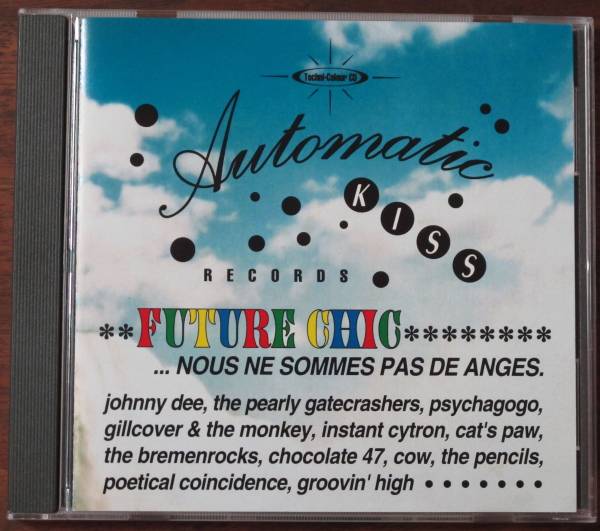 Techni-Colour CD
Automatic
KISS
RECORDS
**FUTURE CHIC********
... NOUS NE SOMMES PAS DE ANGES.
johnny dee, the pearly gatecrashers, psychagogo,
gillcover & the monkey, instant cytron, cat's paw,
the bremenrocks, chocolate 47, cow, the pencils,
poetical coincidence, groovin' high • • • • • • •